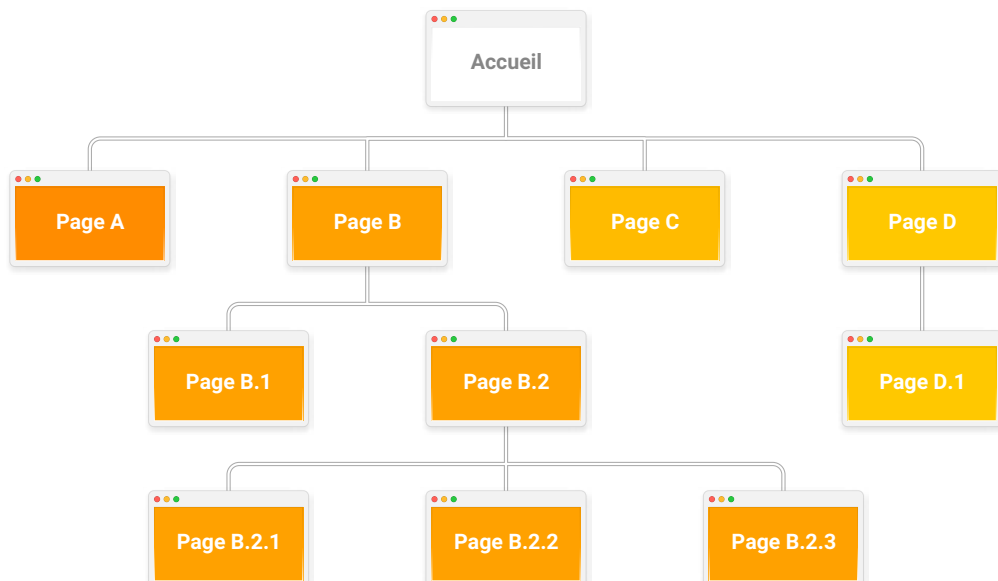 Accueil
Page A
Page B
Page C
Page D
Page B.1
Page B.2
Page D.1
Page B.2.1
Page B.2.2
Page B.2.3